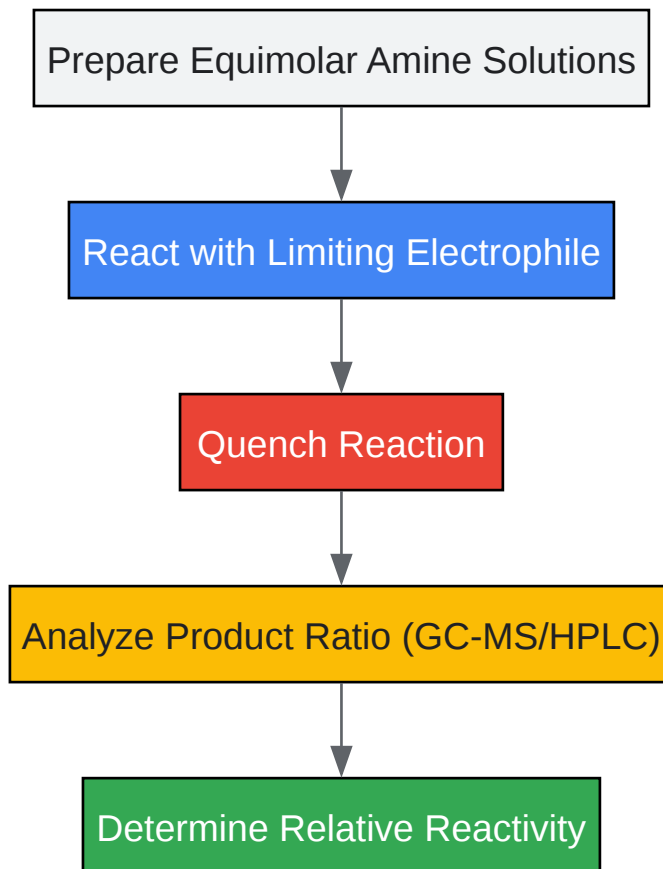 Prepare Equimolar Amine Solutions
React with Limiting Electrophile
Quench Reaction
Analyze Product Ratio (GC-MS/HPLC)
Determine Relative Reactivity